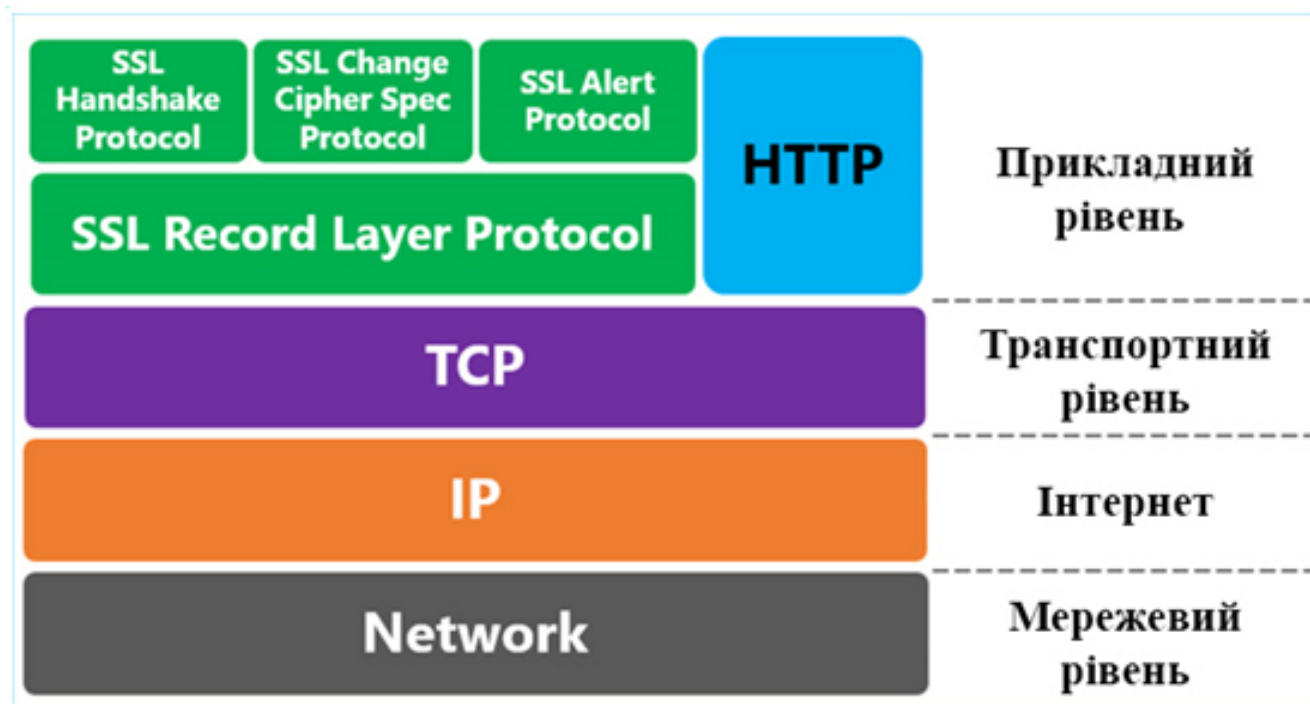 SSL
Handshake
Protocol
SSL Change
Cipher Spec
Protocol
SSL Alert
Protocol
HTTP
Прикладний
рівень
SSL Record Layer Protocol
TCP
Транспортний
рівень
IP
Інтернет
Network
Мережевий
рівень